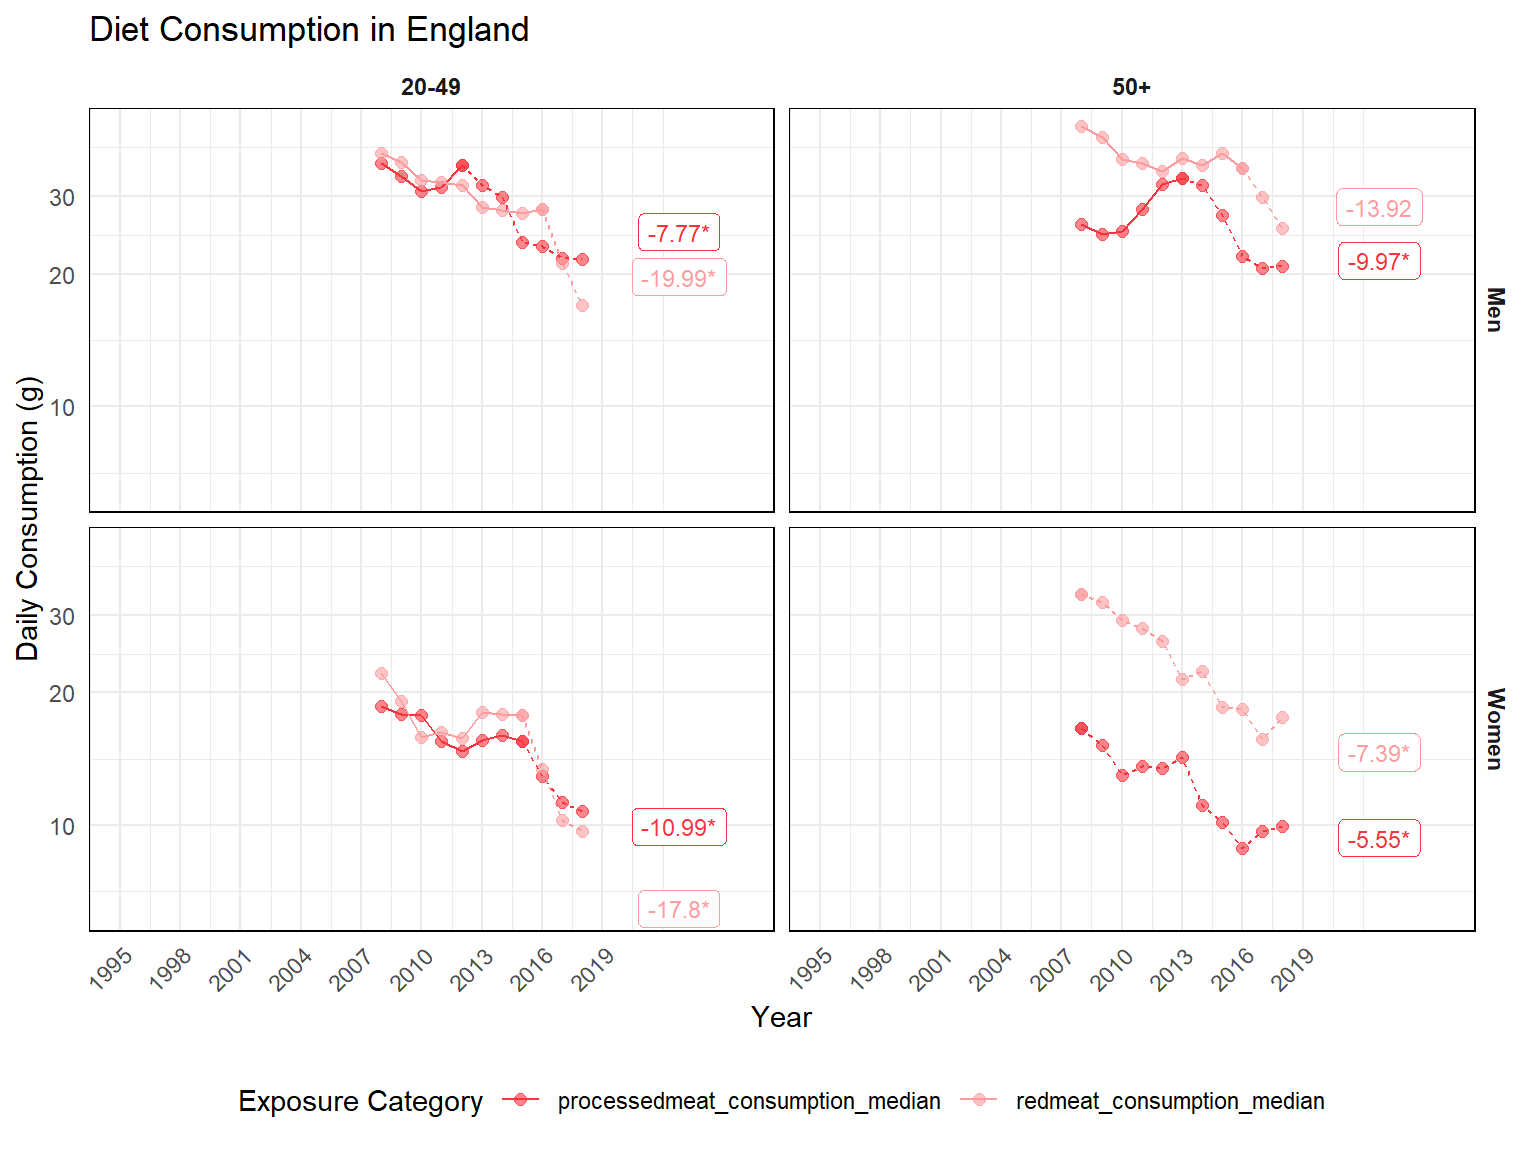 Diet Consumption in England
20-49
50+
30
20
10
-7.77*
-19.99*
-13.92
-9.97*
Men
Daily Consumption (g)
30
20
10
-10.99*
-17.8*
-7.39*
-5.55*
Women
1995 1998 2001 2004 2007 2010 2013 2016 2019
1995 1998 2001 2004 2007 2010 2013 2016 2019
Year
Exposure Category processedmeat_consumption_median redmeat_consumption_median